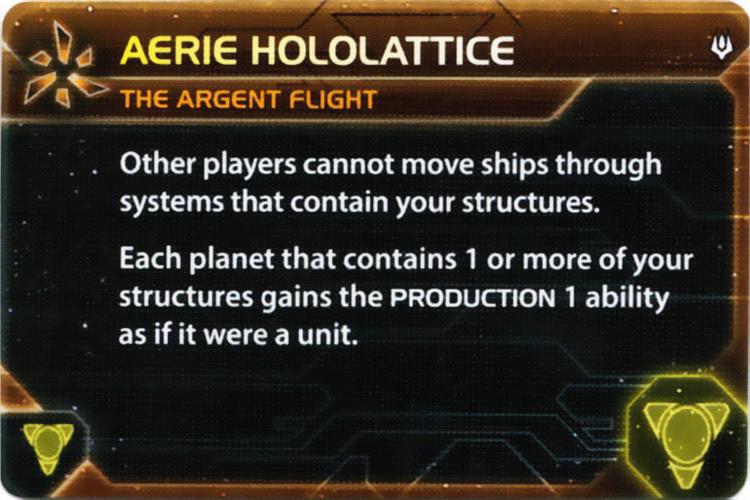 AERIE HOLOLATTICE
THE ARGENT FLIGHT
Other players cannot move ships through
systems that contain your structures.
Each planet that contains 1 or more of your
structures gains the PRODUCTION 1 ability
as if it were a unit.